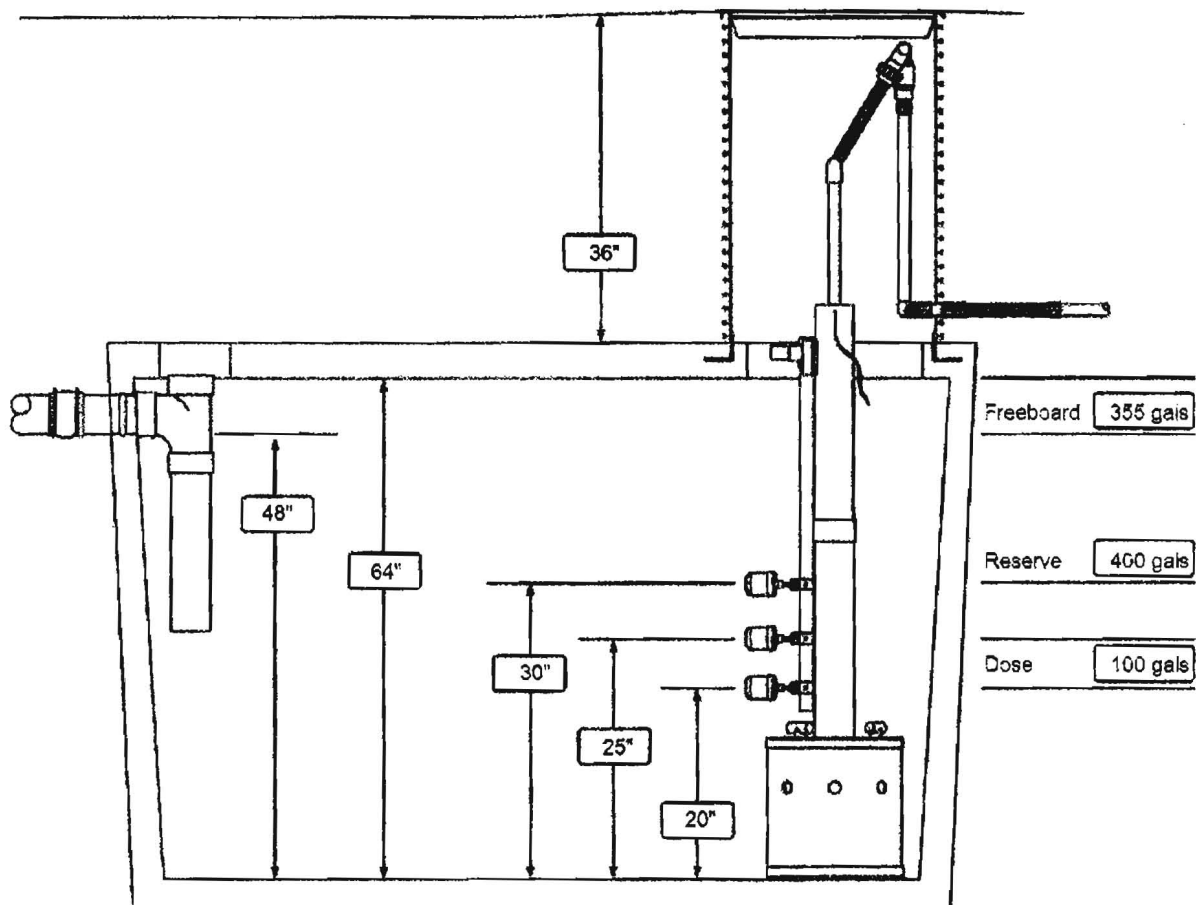 36"
Freeboard 355 gals
48"
64"
Reserve 400 gals
30"
Dose 100 gals
25"
20"